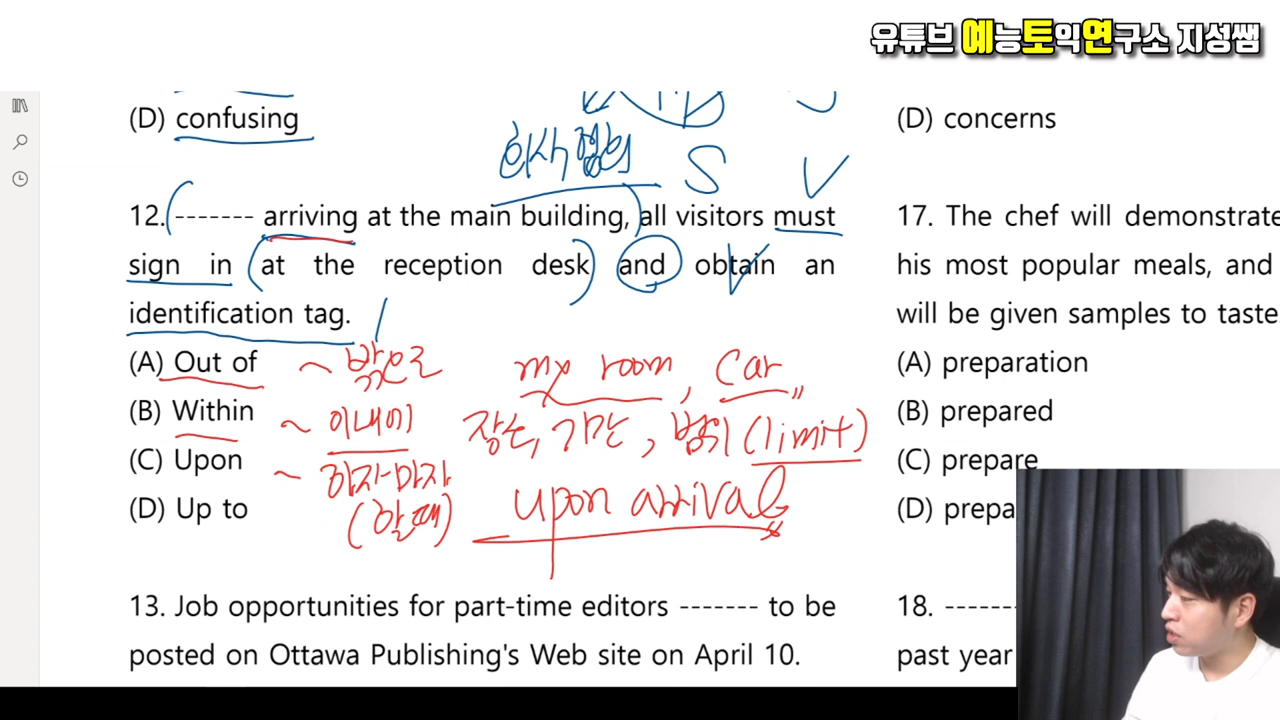 유튜브 예능토익연구소 지성쌤
(D) confusing
회사 점의
S V
12. ------- arriving at the main building, all visitors must
sign in at the reception desk and obtain an
identification tag.
(A) Out of ~ 밖으로 my room, car
(B) Within ~ 이내에 장소, 기간, 범위 (limit)
(C) Upon ~ 하자마자 (할 때) upon arrival
(D) Up to
13. Job opportunities for part-time editors ------- to be
posted on Ottawa Publishing's Web site on April 10.
(D) concerns
17. The chef will demonstrate
his most popular meals, and
will be given samples to taste
(A) preparation
(B) prepared
(C) prepare
(D) prepa
18. -------
past year